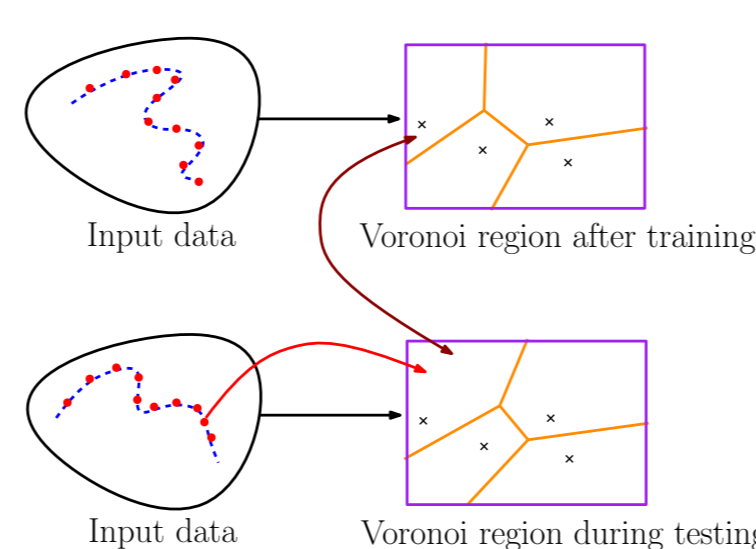 Input data
Voronoi region after training
Input data
Voronoi region during testing